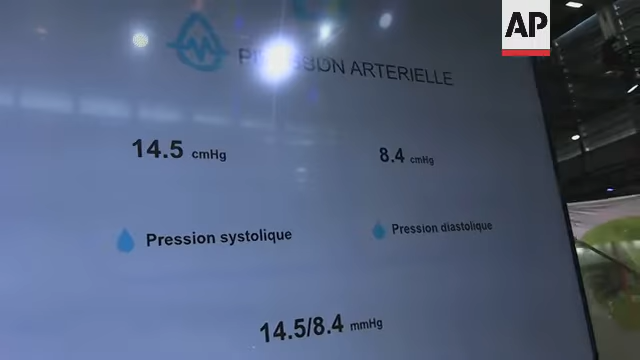 AP
PRESSION ARTERIELLE
14.5 cmHg
8.4 cmHg
Pression systolique
Pression diastolique
14.5/8.4 mmHg